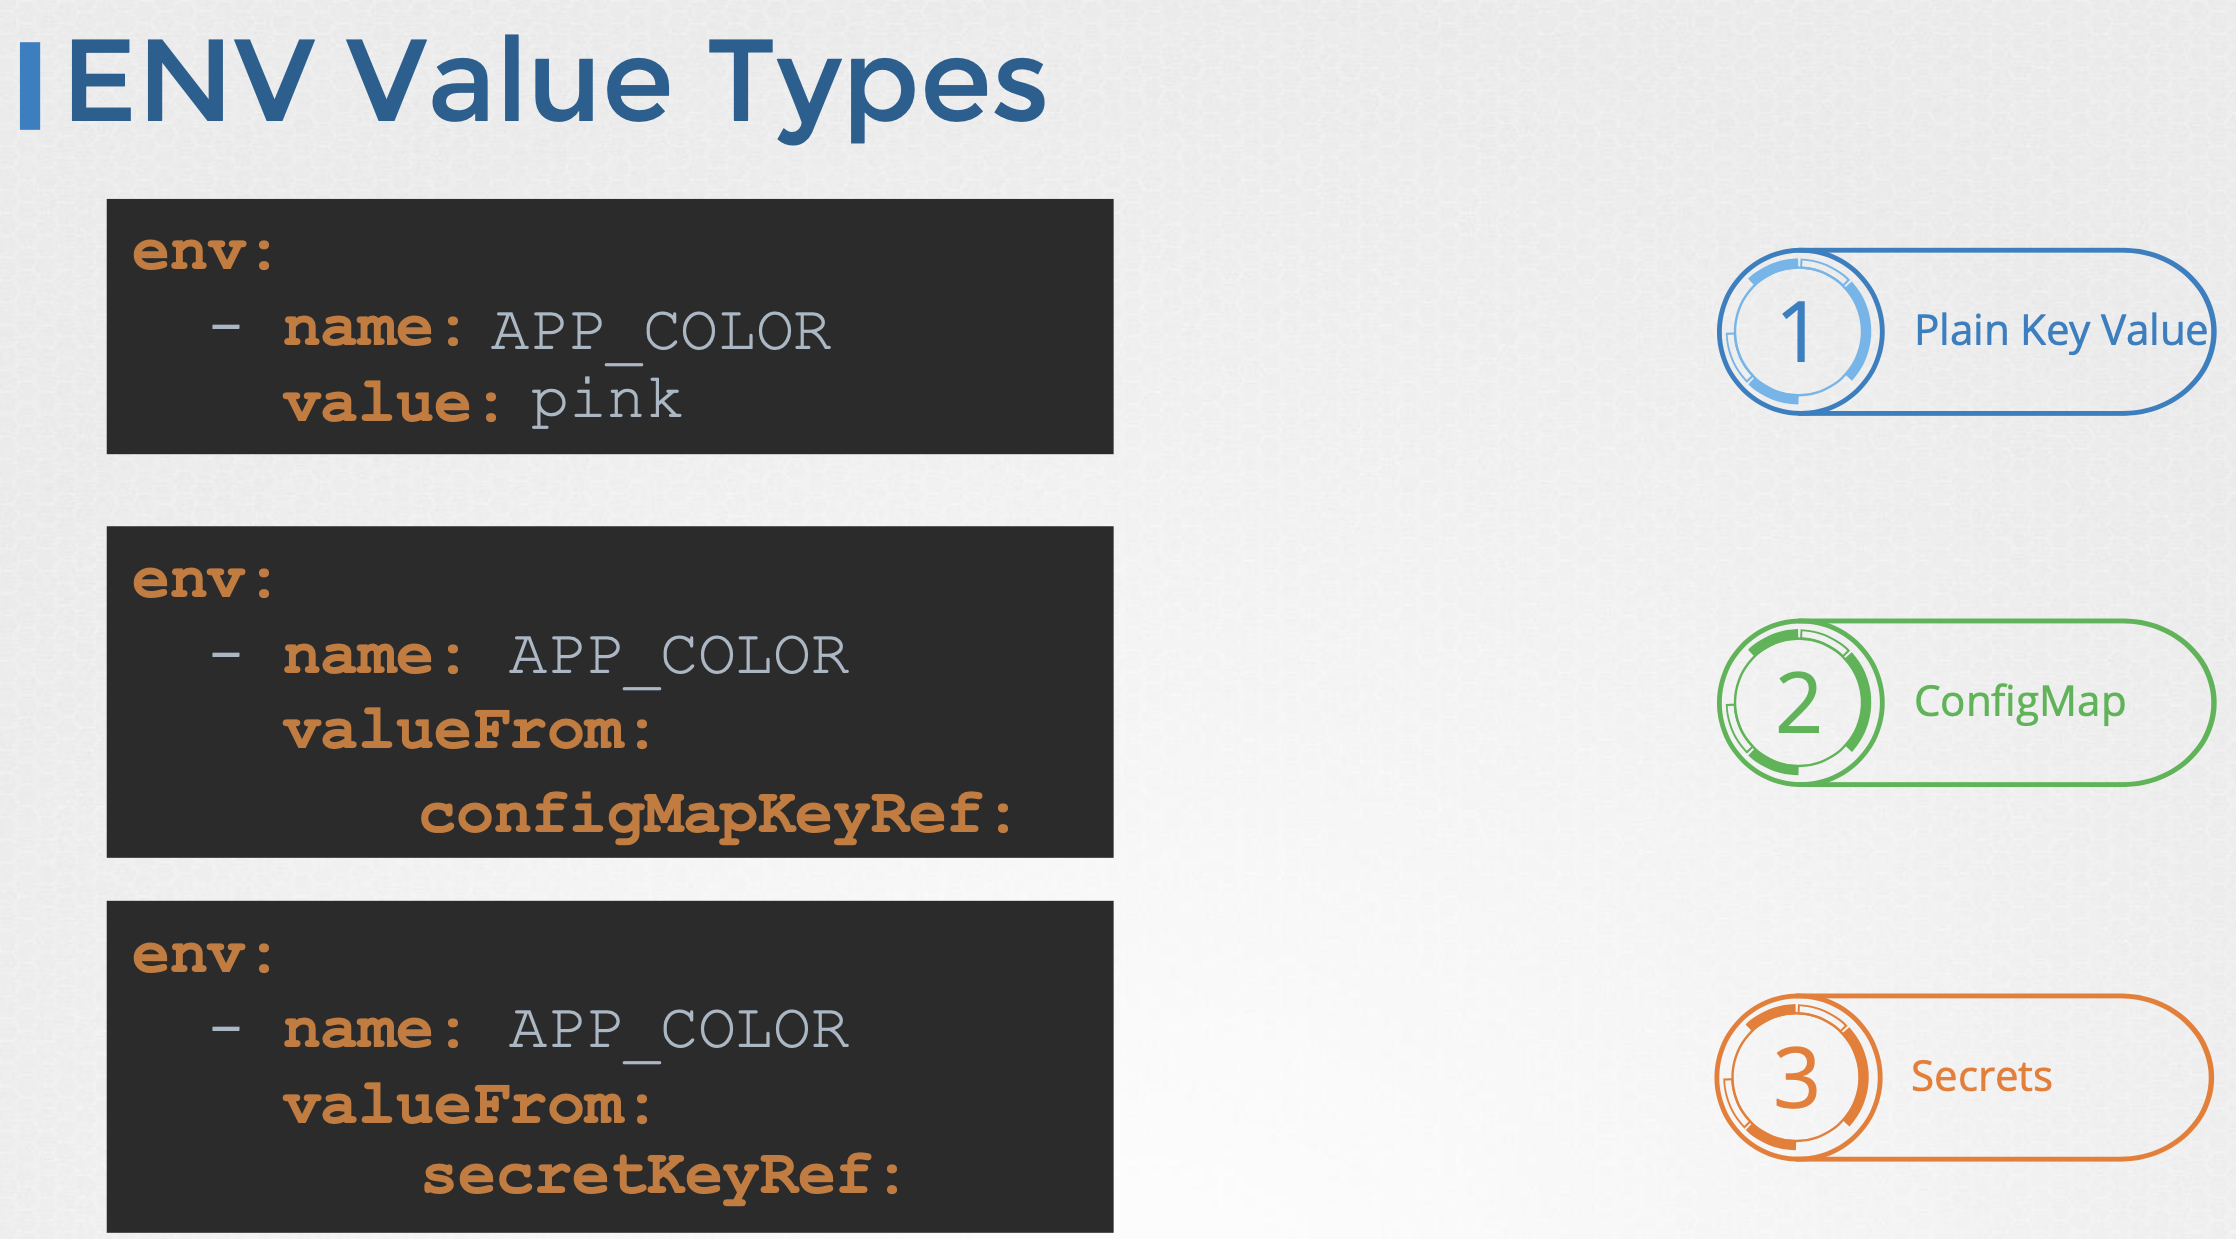 ENV Value Types
env:
- name: APP_COLOR
value: pink
1 Plain Key Value
env:
- name: APP_COLOR
valueFrom:
configMapKeyRef:
2 ConfigMap
env:
- name: APP_COLOR
valueFrom:
secretKeyRef:
3 Secrets